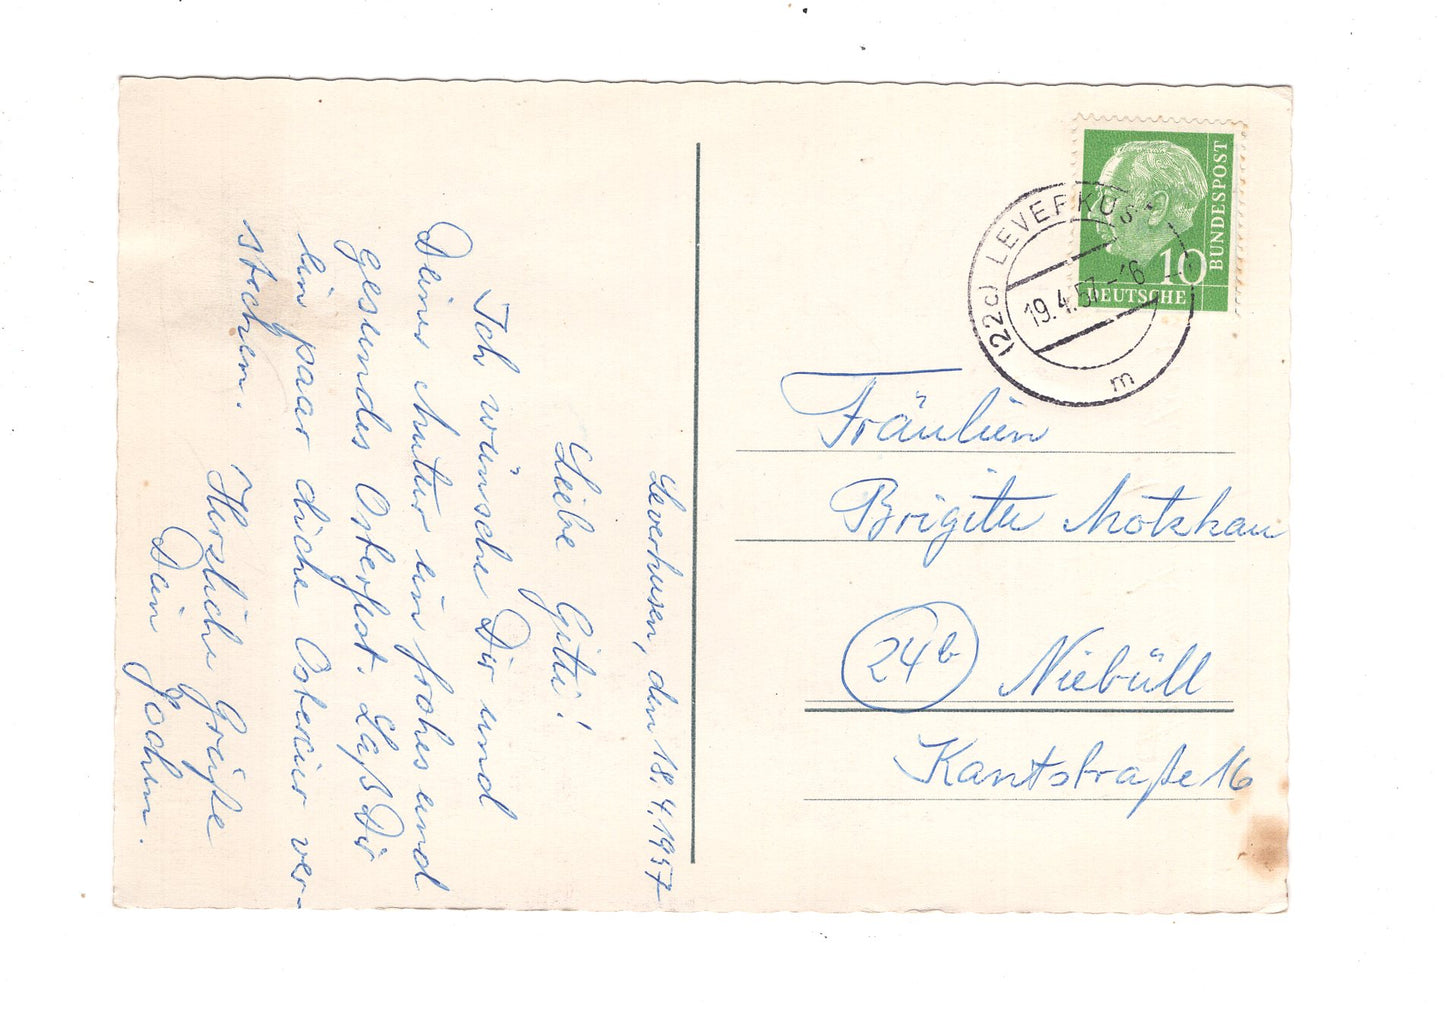 Leverkusen, den 18.4.1957
Liebe Gitti!
Ich wünsche Dir und
Deiner Mutter ein frohes und
gesundes Osterfest. Laß Dir
ein paar dicke Ostereier ver-
stecken. Herzliche Grüße
Dein Jochen.
(22c) LEVERKUS
19.4.57-16
m
10
DEUTSCHE
BUNDESPOST
Fräulien
Brigitte
24b Niebüll
Kantstraße 16